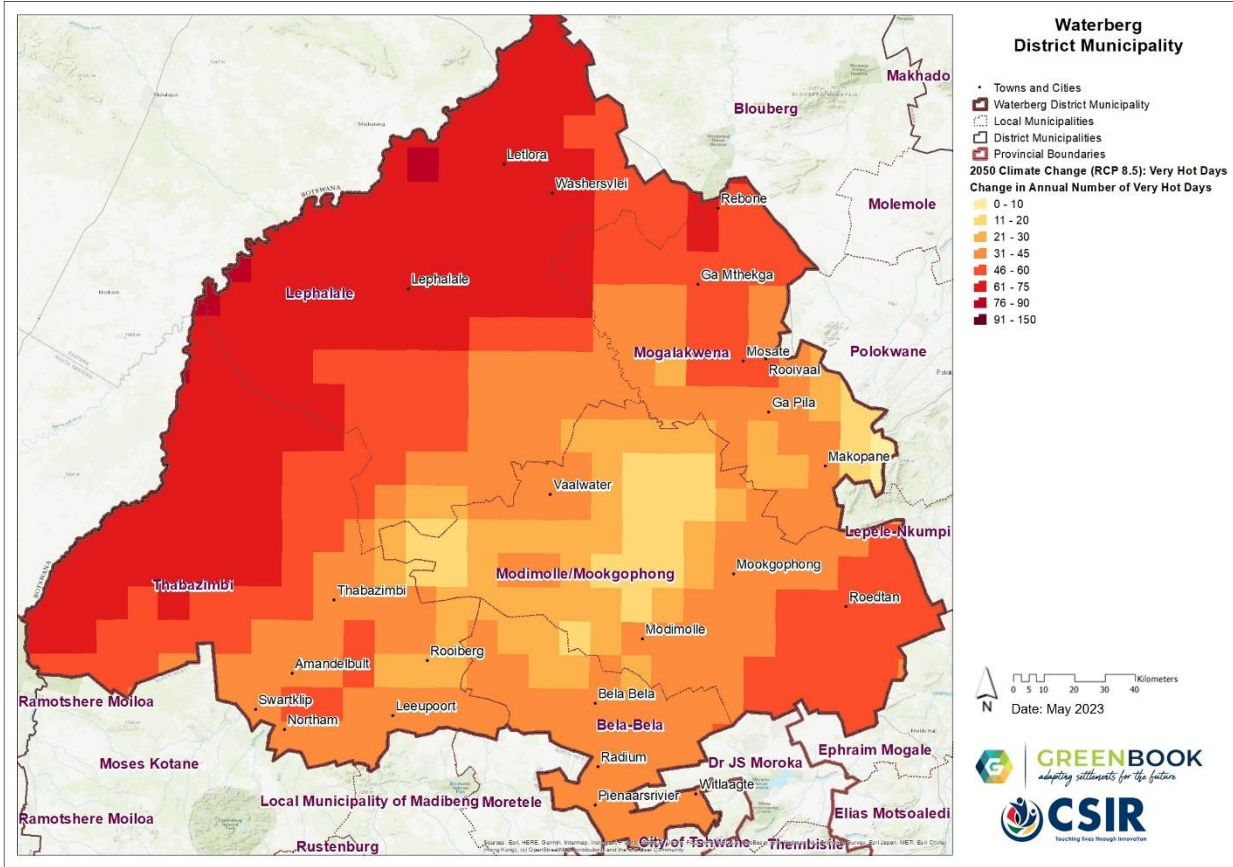 Waterberg
District Municipality
Towns and Cities
Waterberg District Municipality
Local Municipalities
District Municipalities
Provincial Boundaries
2050 Climate Change (RCP 8.5): Very Hot Days
Change in Annual Number of Very Hot Days
0 - 10
11 - 20
21 - 30
31 - 45
46 - 60
61 - 75
76 - 90
91 - 150
Makhado
Blouberg
Letlora
Washersvlei
BOTSWANA
Rebone
Molemole
Lephalale
Lephalale
Ga Mthekga
Mogalakwena
Mosate
Rooivaal
Polokwane
Ga Pila
Makopane
Vaalwater
Lepele-Nkumpi
BOTSWANA
Thabazimbi
Thabazimbi
Modimolle/Mookgophong
Mookgophong
Roedtan
Modimolle
Rooiberg
Amandelbult
Ramotshere Moiloa
Swartklip
Northam
Leeupoort
Bela Bela
Bela-Bela
Moses Kotane
Radium
Dr JS Moroka
Ephraim Mogale
Local Municipality of Madibeng
Moretele
Pienaarsrivier
Witlaagte
Elias Motsoaledi
Ramotshere Moiloa
Rustenburg
City of Tshwane
Thembisile
N
0 5 10 20 30 40
Kilometers
Date: May 2023
GREENBOOK
adapting settlements for the future
CSIR
Touching lives through innovation